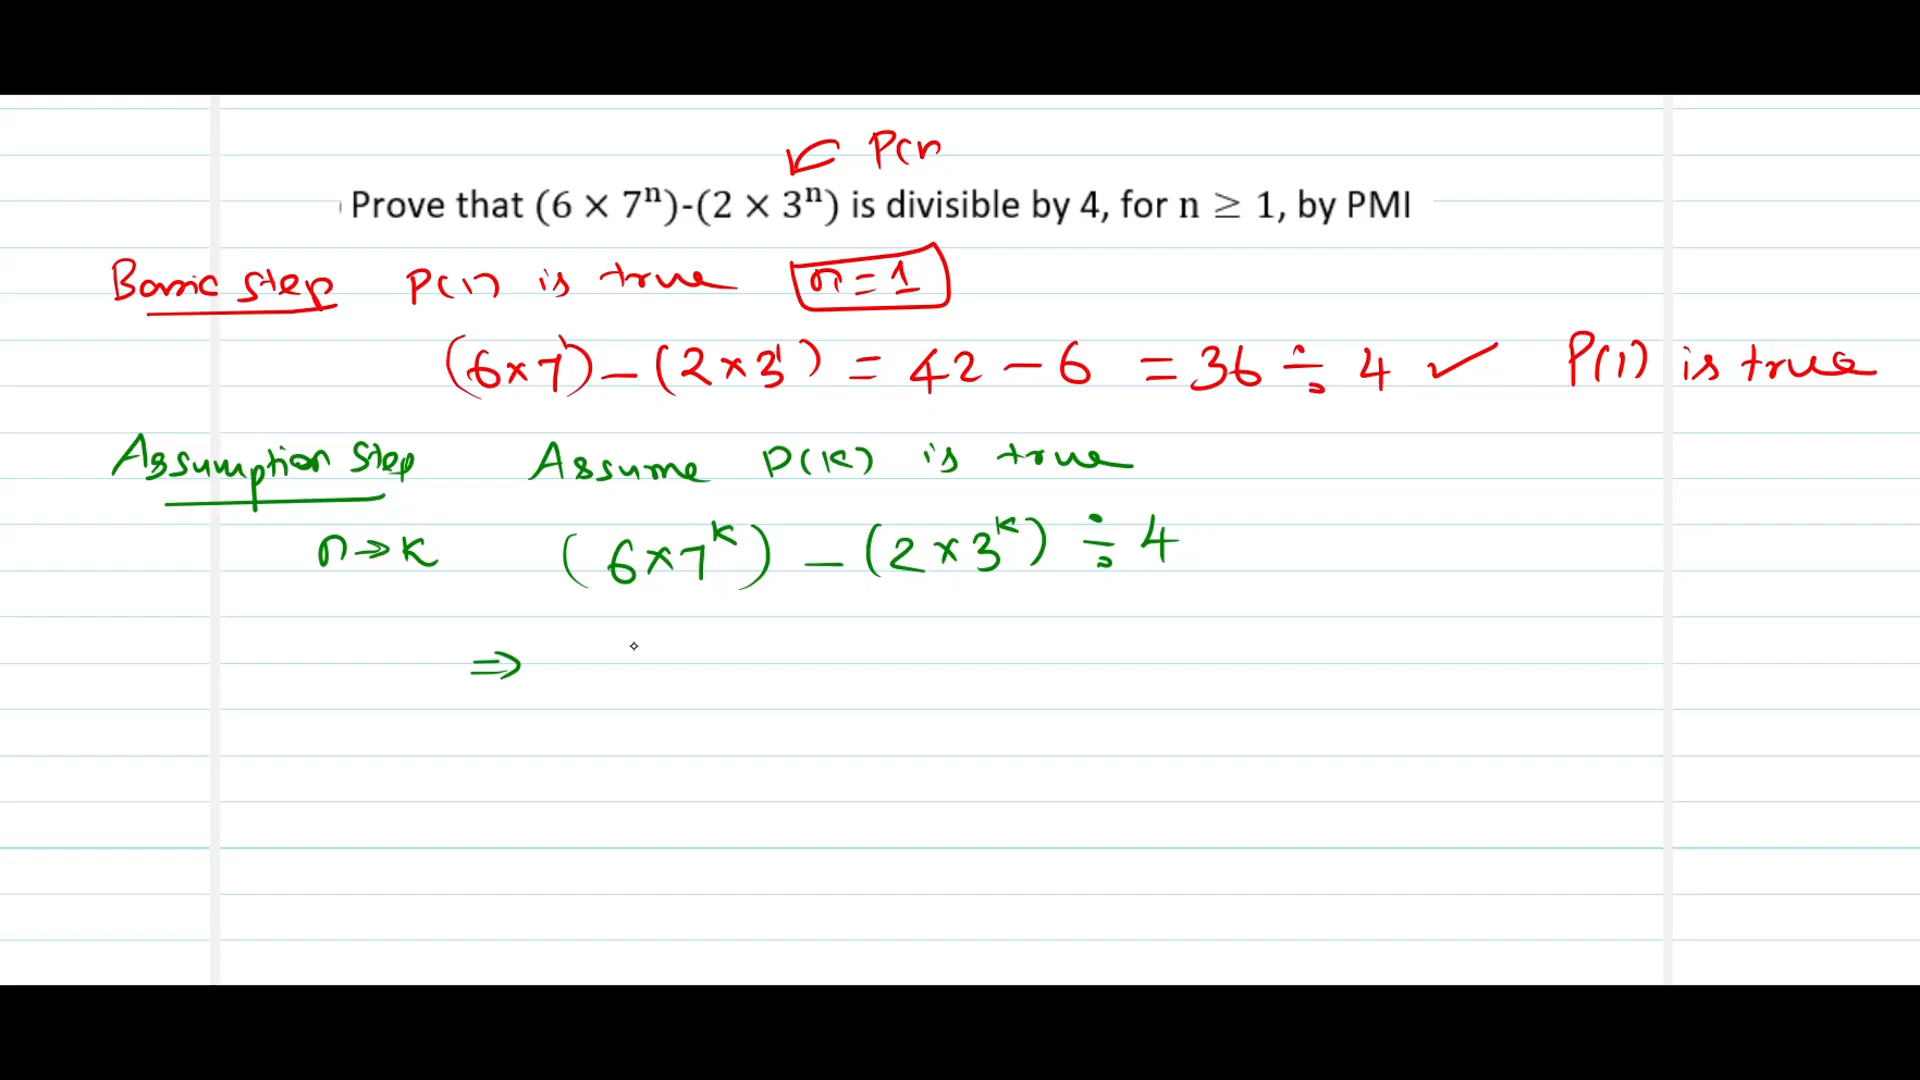 P(n
Prove that (6 × 7ⁿ)-(2 × 3ⁿ) is divisible by 4, for n ≥ 1, by PMI
Basic Step P(1) is true n=1
(6×7¹) – (2×3¹) = 42 – 6 = 36 ÷ 4 ✓ P(1) is true
Assumption Step Assume P(k) is true
n→k (6×7ᵏ) – (2×3ᵏ) ÷ 4
⇒